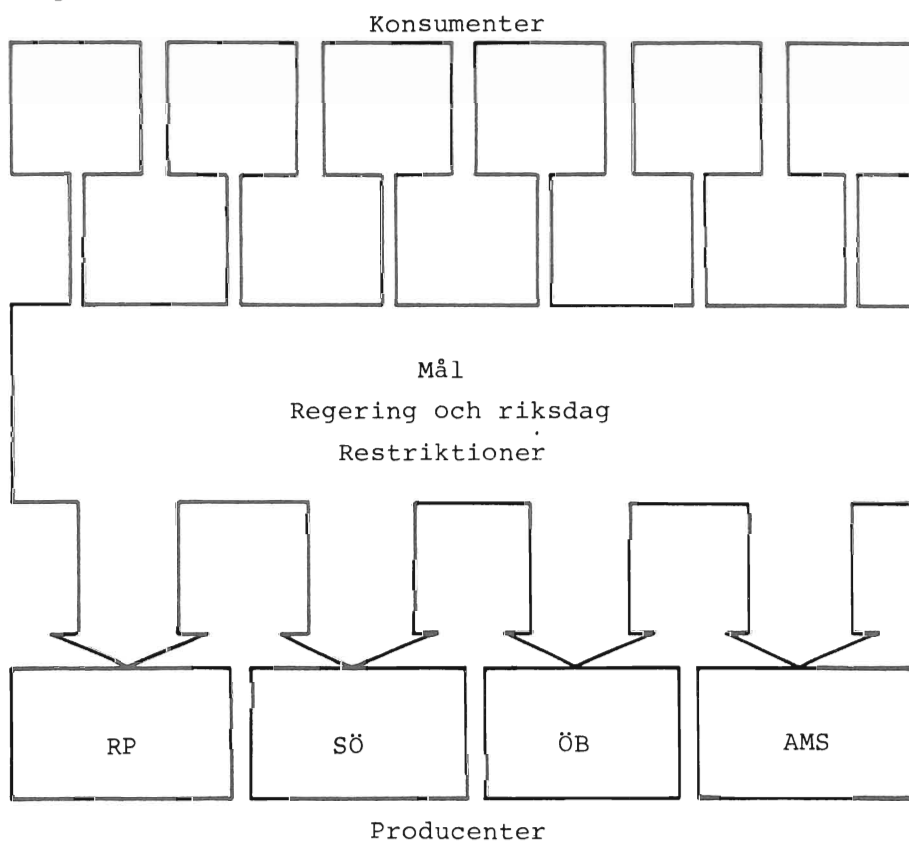 Konsumenter
Mål
Regering och riksdag
Restriktioner
RP SÖ ÖB AMS
Producenter